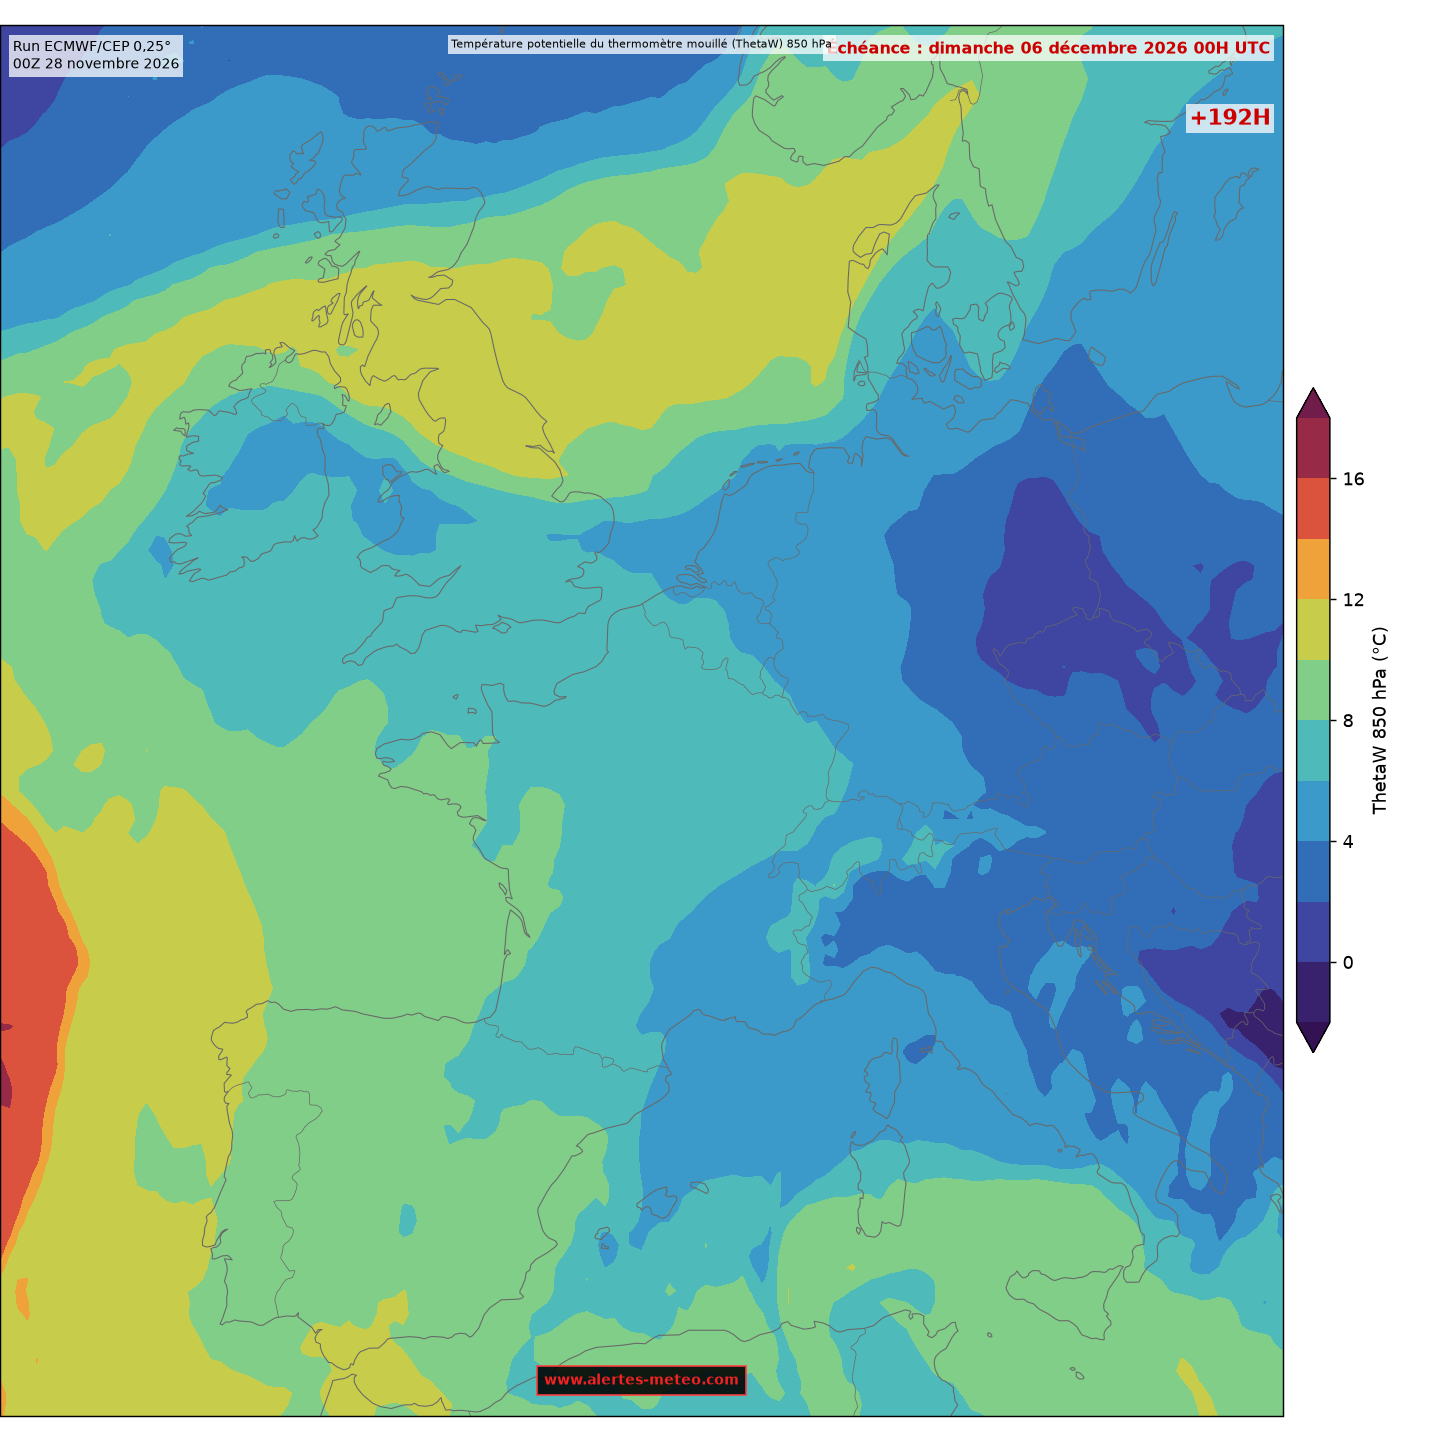 Run ECMWF/CEP 0,25°
00Z 28 novembre 2026
Température potentielle du thermomètre mouillé (ThetaW) 850 hPa
Échéance : dimanche 06 décembre 2026 00H UTC
+192H
16
12
8
4
0
ThetaW 850 hPa (°C)
www.alertes-meteo.com